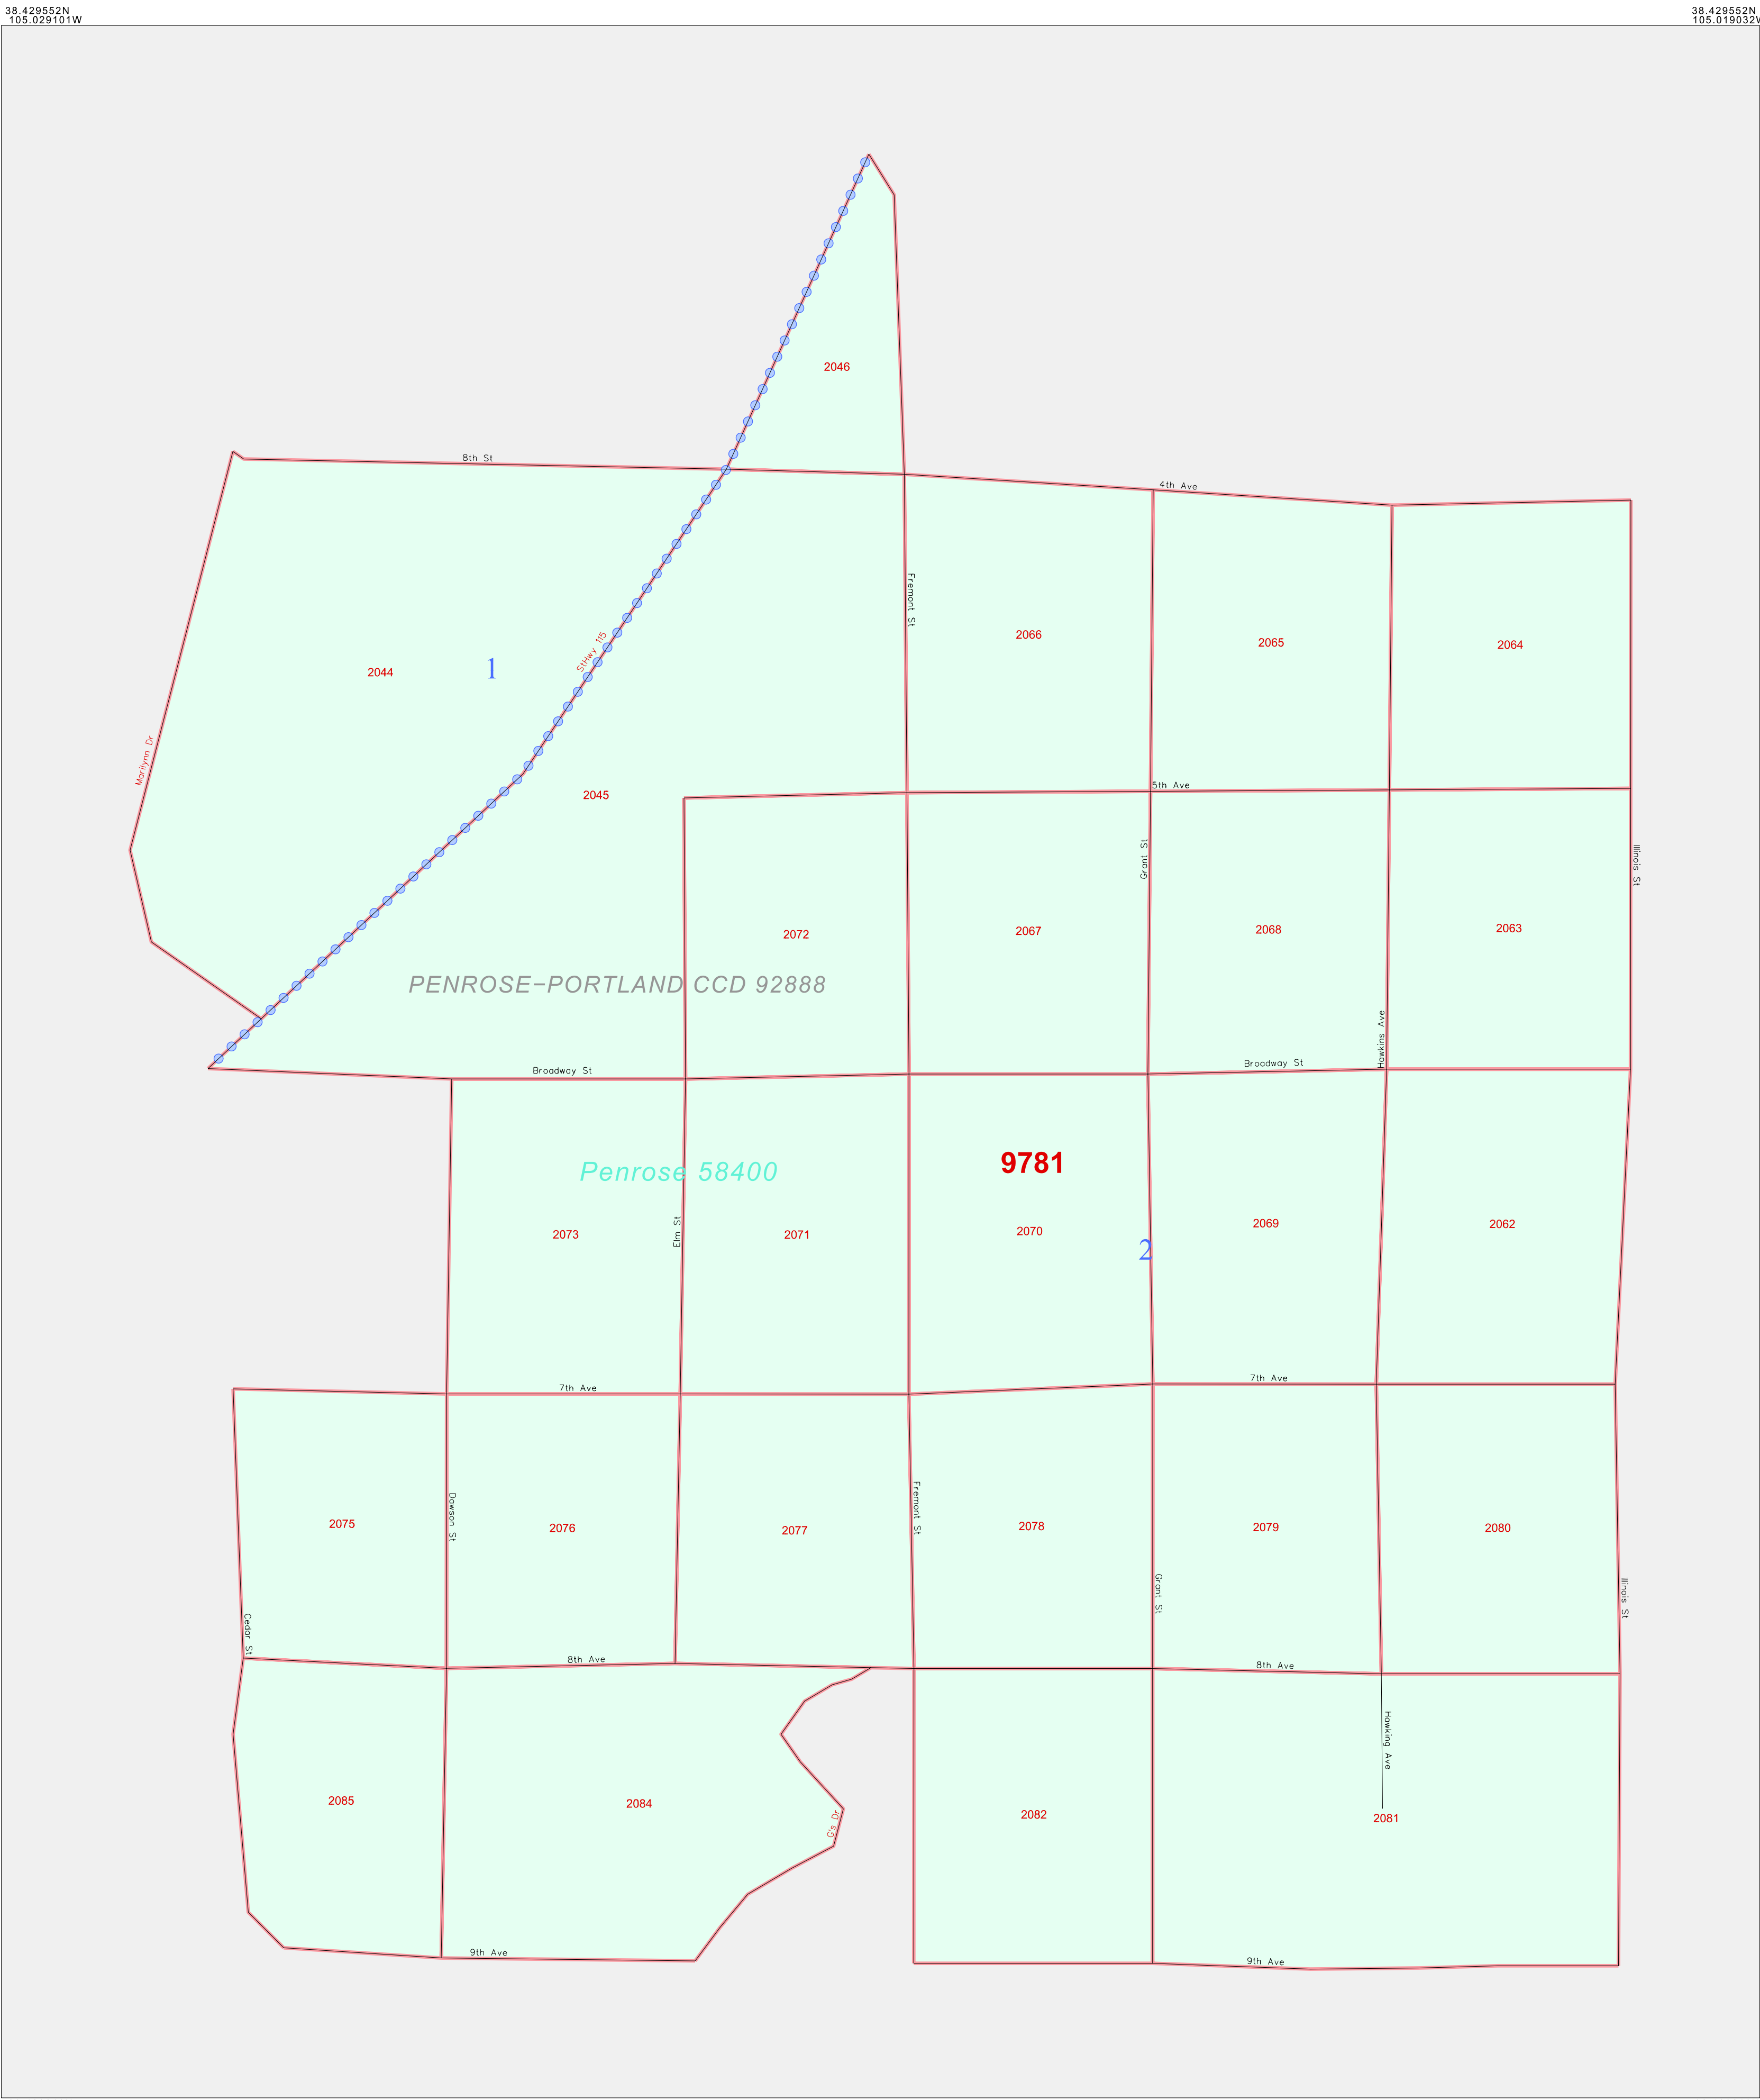 38.429552N
105.029101W
38.429552N
105.019032W
2046
8th St
4th Ave
Fremont St
2066
2065
2064
StHwy 115
1
2044
Marilynn Dr
2045
5th Ave
Grant St
Illinois St
2072
2067
2068
2063
PENROSE-PORTLAND CCD 92888
Hawkins Ave
Broadway St
Broadway St
9781
Penrose 58400
2073
Elm St
2071
2070
2
2069
2062
7th Ave
7th Ave
2075
Dawson St
2076
2077
Fremont St
2078
2079
2080
Grant St
Illinois St
Cedar St
8th Ave
8th Ave
Hawking Ave
2085
2084
G's Dr
2082
2081
9th Ave
9th Ave